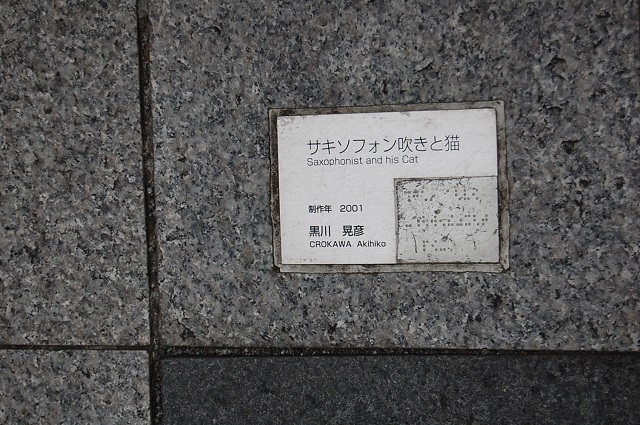 サキソフォン吹きと猫
Saxophonist and his Cat
制作年 2001
黒川 晃彦
CROKAWA Akihiko